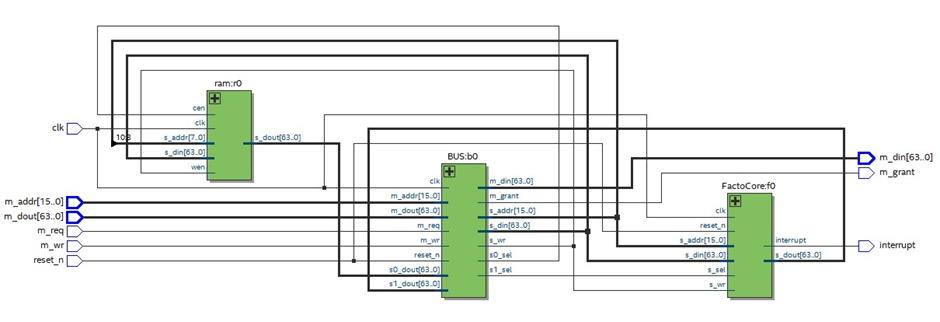 ram:r0
cen
clk
s_addr[7..0]
s_din[63..0]
wen
s_dout[63..0]
10:3
clk
m_addr[15..0]
m_dout[63..0]
m_req
m_wr
reset_n
BUS:b0
clk
m_addr[15..0]
m_dout[63..0]
m_req
m_wr
reset_n
s0_dout[63..0]
s1_dout[63..0]
m_din[63..0]
m_grant
s_addr[15..0]
s_din[63..0]
s_wr
s0_sel
s1_sel
FactoCore:f0
clk
reset_n
s_addr[15..0]
s_din[63..0]
s_sel
s_wr
interrupt
s_dout[63..0]
m_din[63..0]
m_grant
interrupt